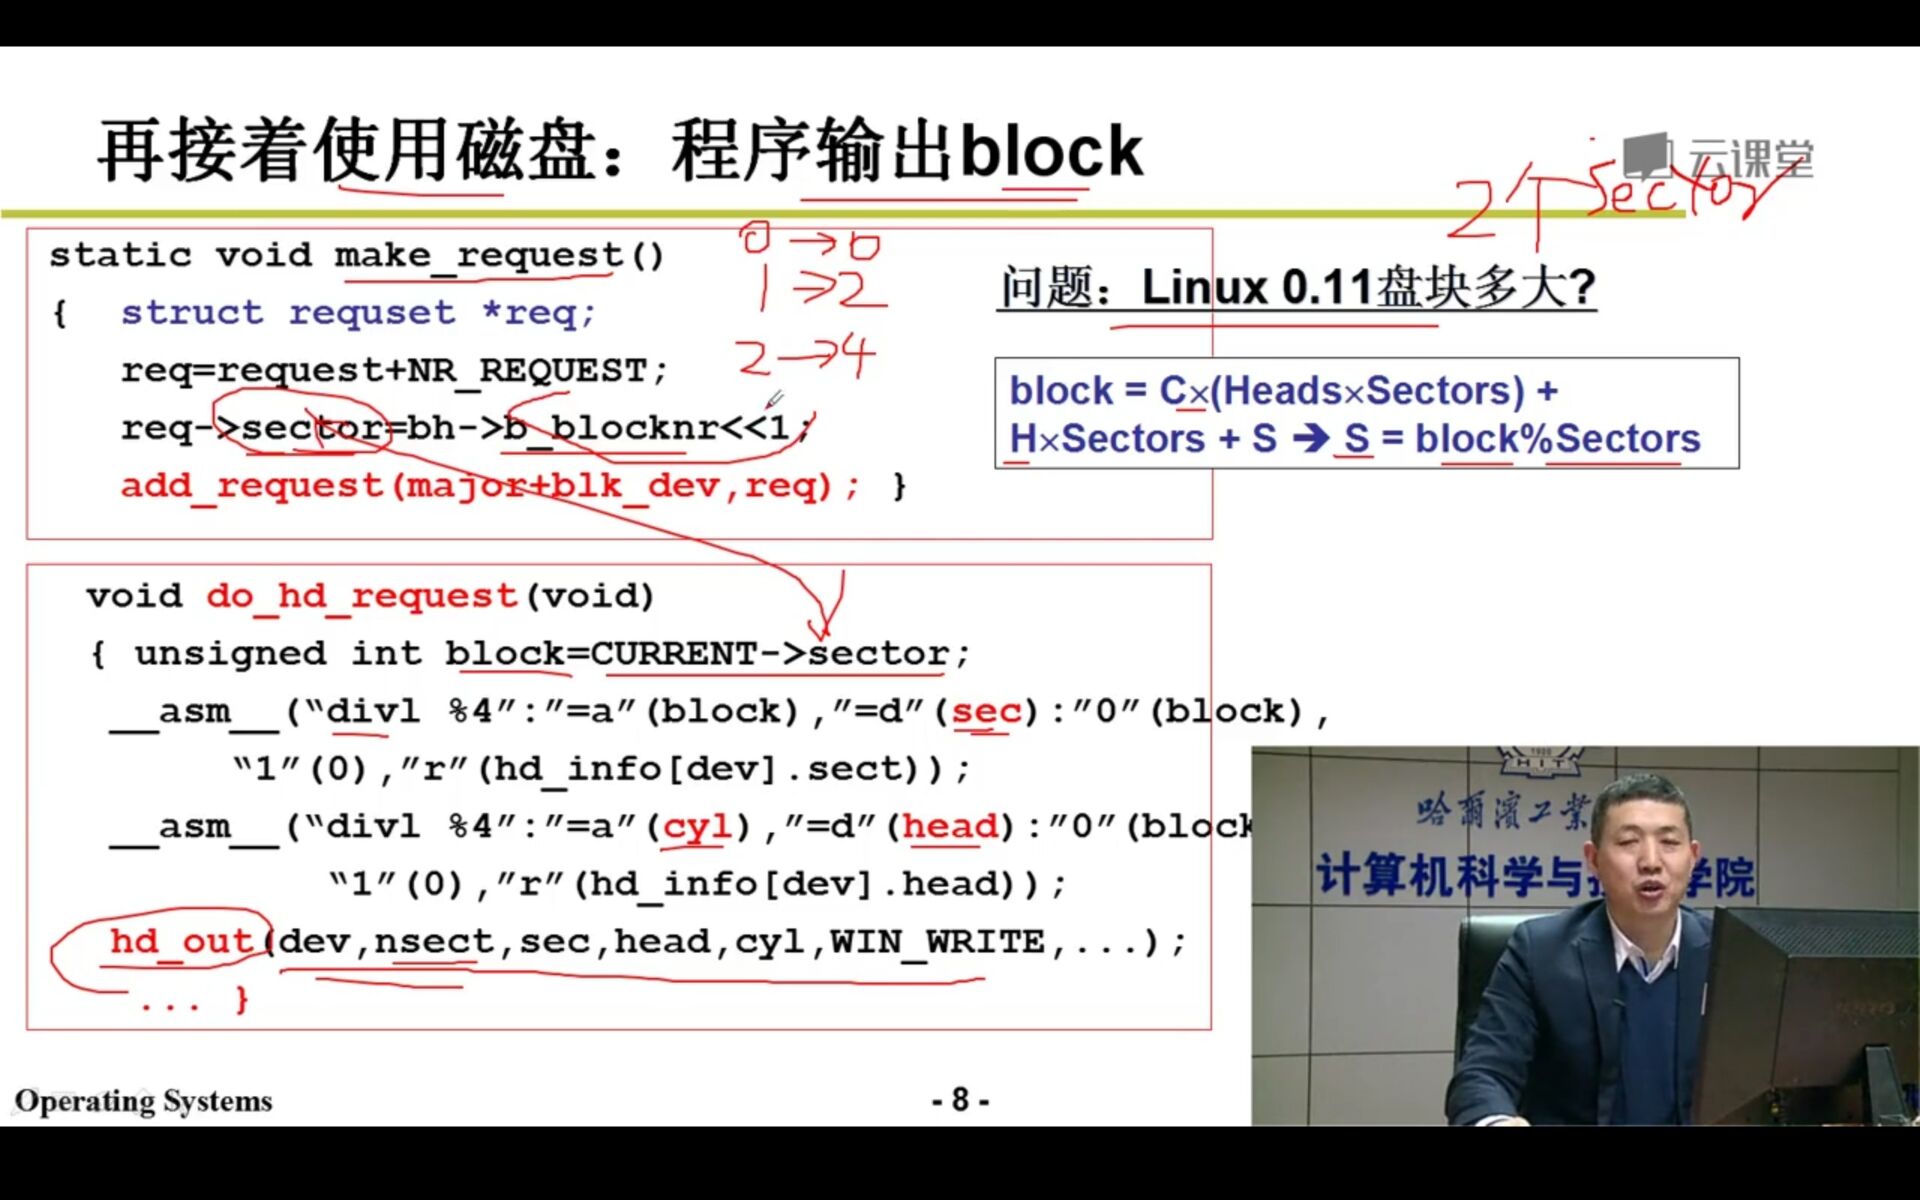 再接着使用磁盘：程序输出block
云课堂
2个Sector
static void make_request()
{ struct requset *req;
req=request+NR_REQUEST;
req->sector=bh->b_blocknr<<1;
add_request(major+blk_dev,req); }
0→0
1→2
2→4
问题：Linux 0.11盘块多大?
block = C×(Heads×Sectors) +
H×Sectors + S ➔ S = block%Sectors
void do_hd_request(void)
{ unsigned int block=CURRENT->sector;
__asm__(“divl %4”:”=a”(block),”=d”(sec):”0”(block),
“1”(0),”r”(hd_info[dev].sect));
__asm__(“divl %4”:”=a”(cyl),”=d”(head):”0”(block
“1”(0),”r”(hd_info[dev].head));
hd_out(dev,nsect,sec,head,cyl,WIN_WRITE,...);
... }
1920
HIT
哈爾濱工業
计算机科学与技学院
Operating Systems
- 8 -